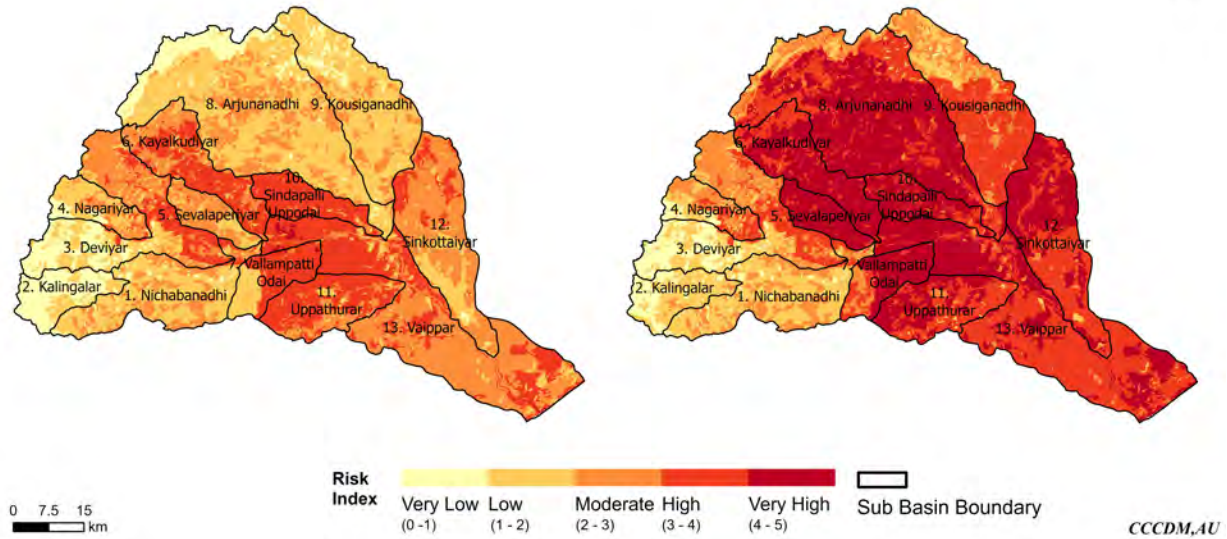 8. Arjunanadhi
9. Kousiganadhi
6. Kayalkudiyar
10.
Sindapalli
Uppodai
4. Nagariyar
5. Sevalaperiyar
12.
Sinkottaiyar
3. Deviyar
7.
Vallampatti
Odai
2. Kalingalar
1. Nichabanadhi
11.
Uppathurar
13. Vaippar
8. Arjunanadhi
9. Kousiganadhi
6. Kayalkudiyar
10.
Sindapalli
Uppodai
4. Nagariyar
5. Sevalaperiyar
12.
Sinkottaiyar
3. Deviyar
7.
Vallampatti
Odai
2. Kalingalar
1. Nichabanadhi
11.
Uppathurar
13. Vaippar
Risk
Index
Very Low Low Moderate High Very High
(0 - 1) (1 - 2) (2 - 3) (3 - 4) (4 - 5)
Sub Basin Boundary
0 7.5 15
km
CCCDM,AU